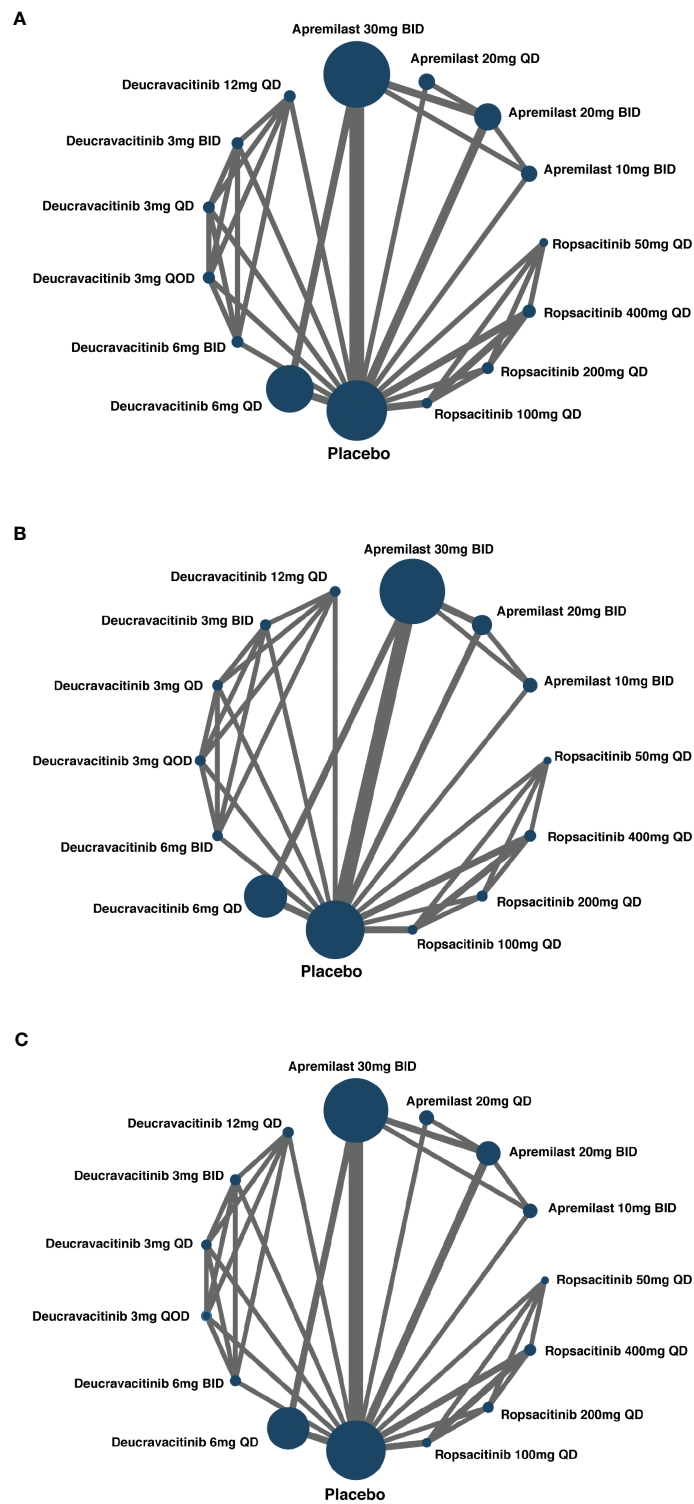 A
Apremilast 30mg BID
Apremilast 20mg QD
Deucravacitinib 12mg QD
Apremilast 20mg BID
Deucravacitinib 3mg BID
Apremilast 10mg BID
Deucravacitinib 3mg QD
Ropsacitinib 50mg QD
Deucravacitinib 3mg QOD
Ropsacitinib 400mg QD
Deucravacitinib 6mg BID
Ropsacitinib 200mg QD
Deucravacitinib 6mg QD
Ropsacitinib 100mg QD
Placebo
B
Apremilast 30mg BID
Deucravacitinib 12mg QD
Apremilast 20mg BID
Deucravacitinib 3mg BID
Apremilast 10mg BID
Deucravacitinib 3mg QD
Ropsacitinib 50mg QD
Deucravacitinib 3mg QOD
Ropsacitinib 400mg QD
Deucravacitinib 6mg BID
Ropsacitinib 200mg QD
Deucravacitinib 6mg QD
Ropsacitinib 100mg QD
Placebo
C
Apremilast 30mg BID
Apremilast 20mg QD
Deucravacitinib 12mg QD
Apremilast 20mg BID
Deucravacitinib 3mg BID
Apremilast 10mg BID
Deucravacitinib 3mg QD
Ropsacitinib 50mg QD
Deucravacitinib 3mg QOD
Ropsacitinib 400mg QD
Deucravacitinib 6mg BID
Ropsacitinib 200mg QD
Deucravacitinib 6mg QD
Ropsacitinib 100mg QD
Placebo